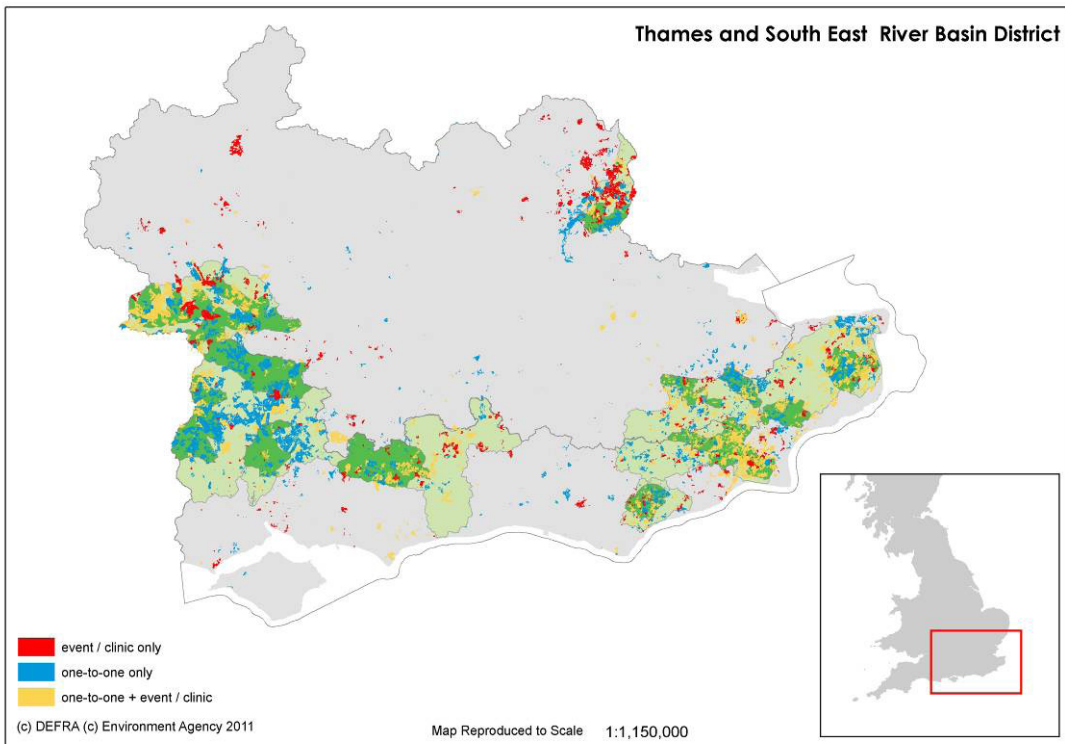 Thames and South East River Basin District
event / clinic only
one-to-one only
one-to-one + event / clinic
(c) DEFRA (c) Environment Agency 2011
Map Reproduced to Scale 1:1,150,000